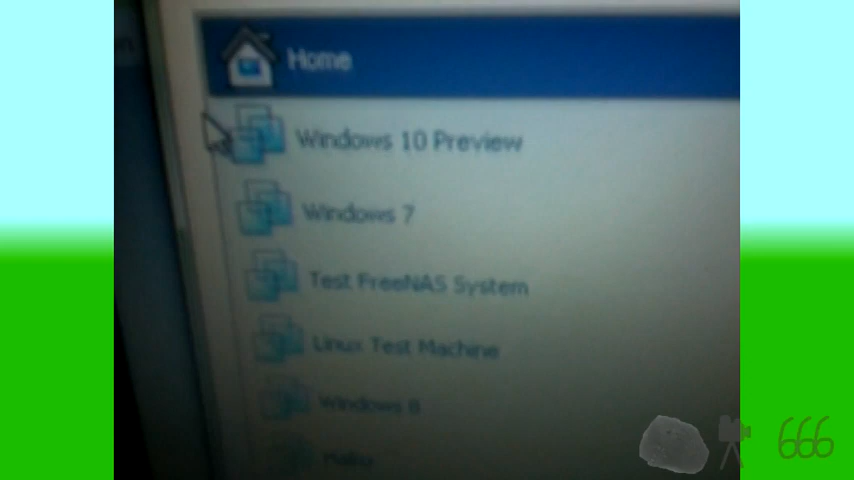 Home
Windows 10 Preview
Windows 7
Test FreeNAS System
Linux Test Machine
Windows 8
666